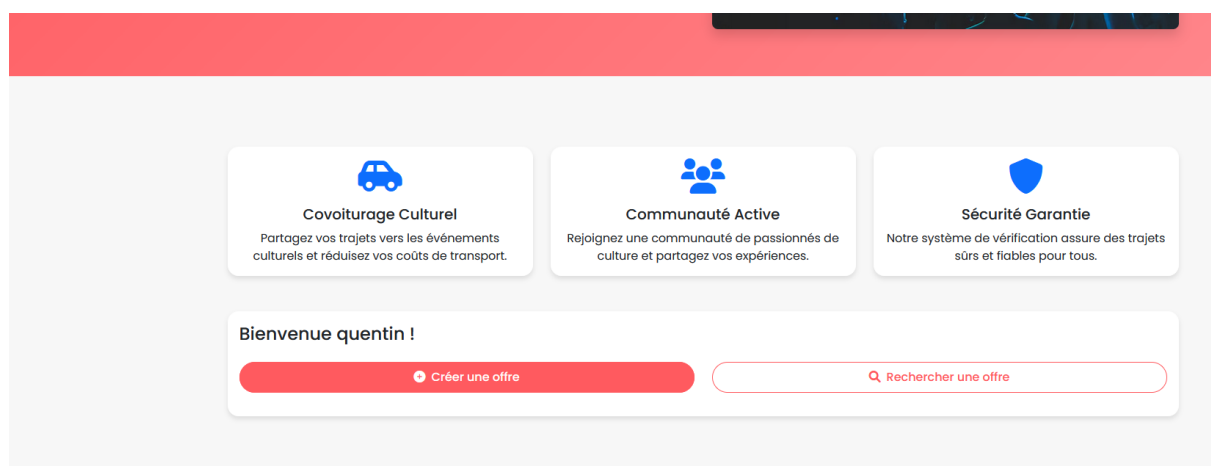 Covoiturage Culturel
Partagez vos trajets vers les événements
culturels et réduisez vos coûts de transport.
Communauté Active
Rejoignez une communauté de passionnés de
culture et partagez vos expériences.
Sécurité Garantie
Notre système de vérification assure des trajets
sûrs et fiables pour tous.
Bienvenue quentin !
Créer une offre
Rechercher une offre